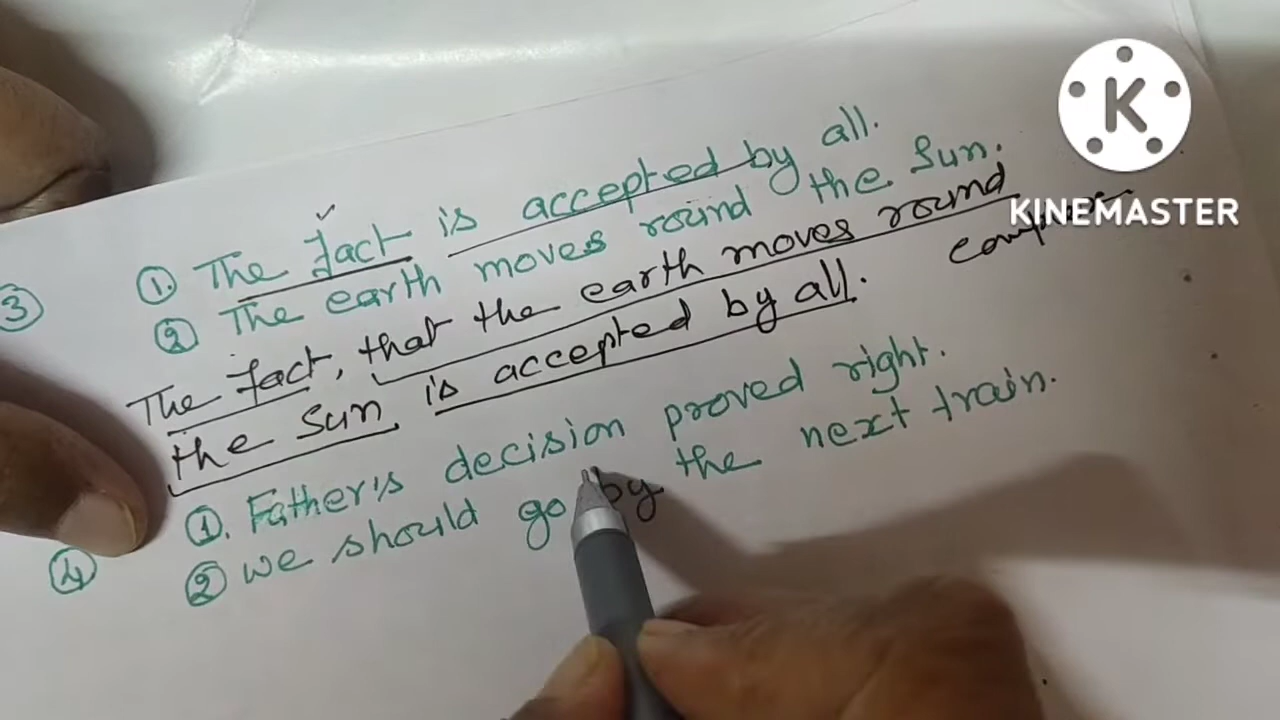 ③ ①. The fact is accepted by all.
② The earth moves round the Sun.
The fact, that the earth moves round
the Sun is accepted by all.
④ ①. Father's decision proved right.
② we should go by the next train.
K
KINEMASTER